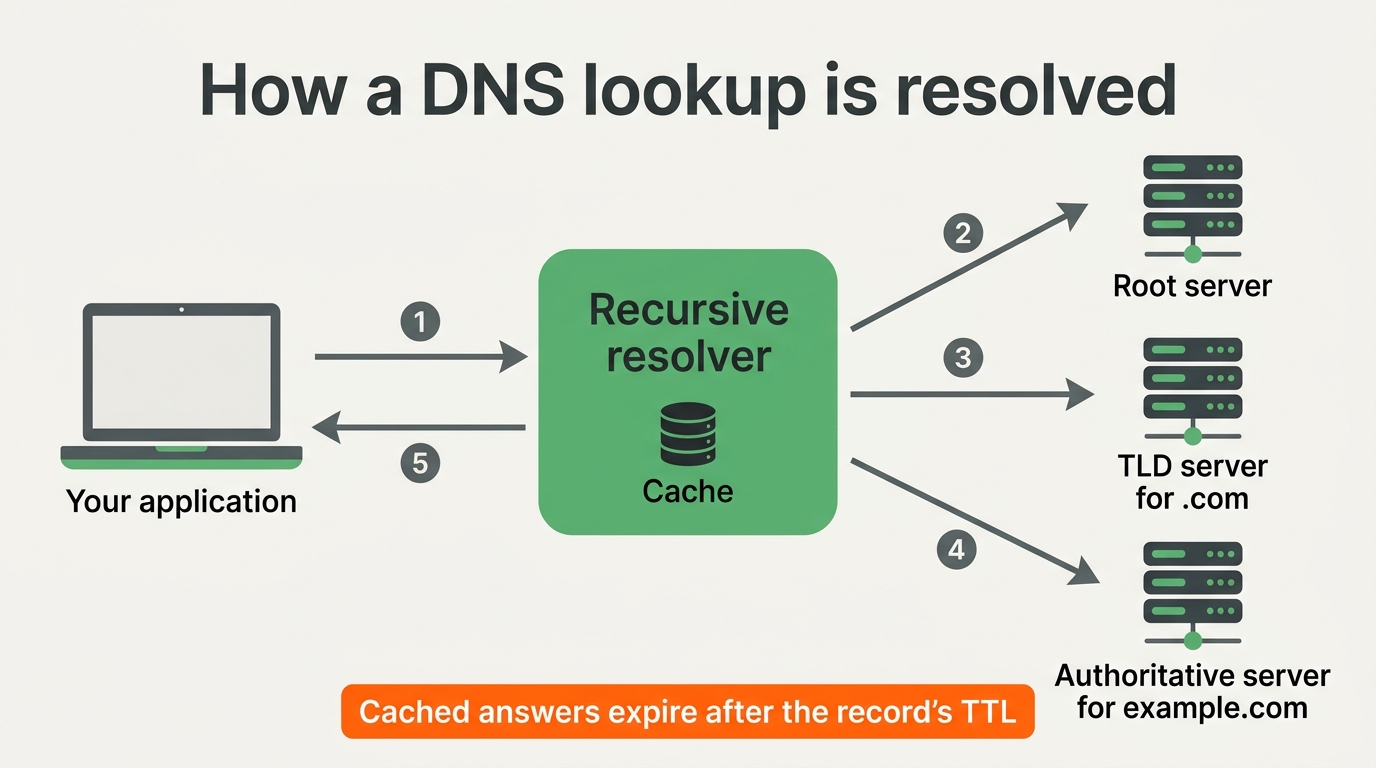 How a DNS lookup is resolved
1
2
3
4
5
Your application
Recursive
resolver
Cache
Root server
TLD server
for .com
Authoritative server
for example.com
Cached answers expire after the record's TTL